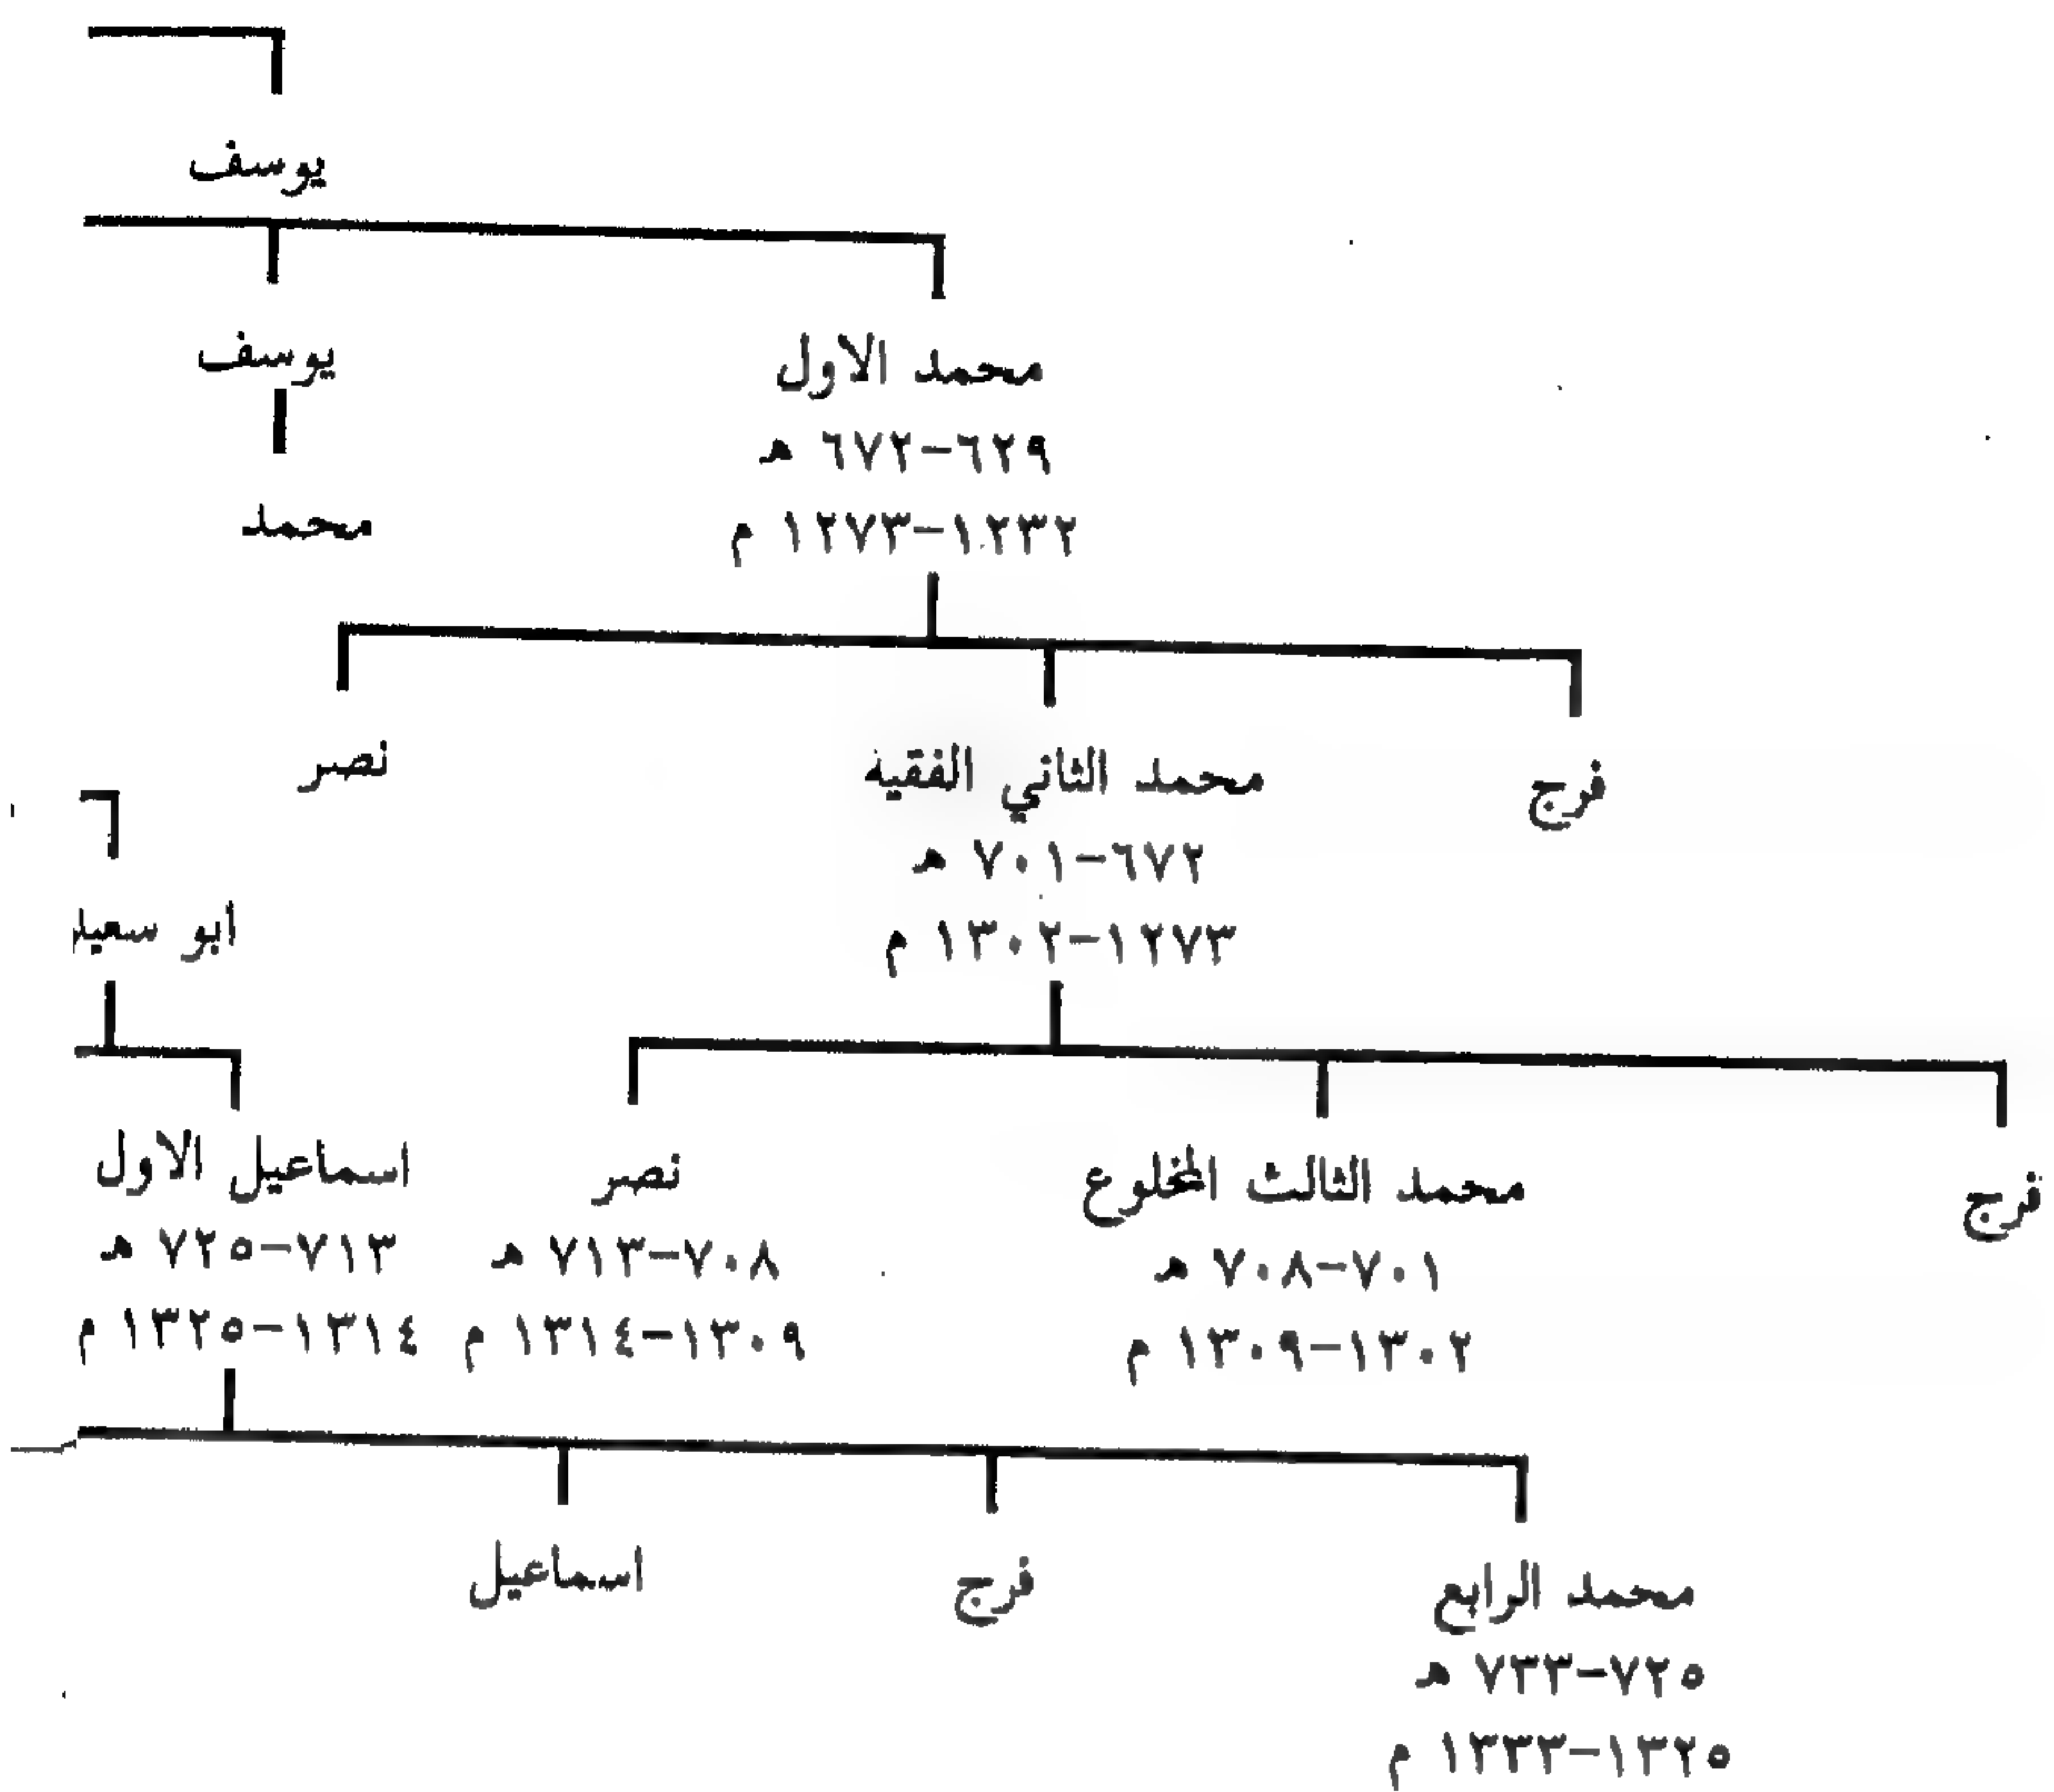 يوسف
محمد الاول
٦٢٩-٦٧٢ هـ
١٢٣٢-١٢٧٣ م
يوسف
محمد
فرج
محمد الثاني الفقيه
٦٧٢-٧٠١ هـ
١٢٧٣-١٣٠٢ م
نصر
ابو سعيد
فرج
محمد الثالث المخلوع
٧٠١-٧٠٨ هـ
١٣٠٢-١٣٠٩ م
نصر
٧٠٨-٧١٣ هـ
١٣٠٩-١٣١٤ م
اسماعيل الاول
٧١٣-٧٢٥ هـ
١٣١٤-١٣٢٥ م
محمد الرابع
٧٢٥-٧٣٣ هـ
١٣٢٥-١٣٣٣ م
فرج
اسماعيل